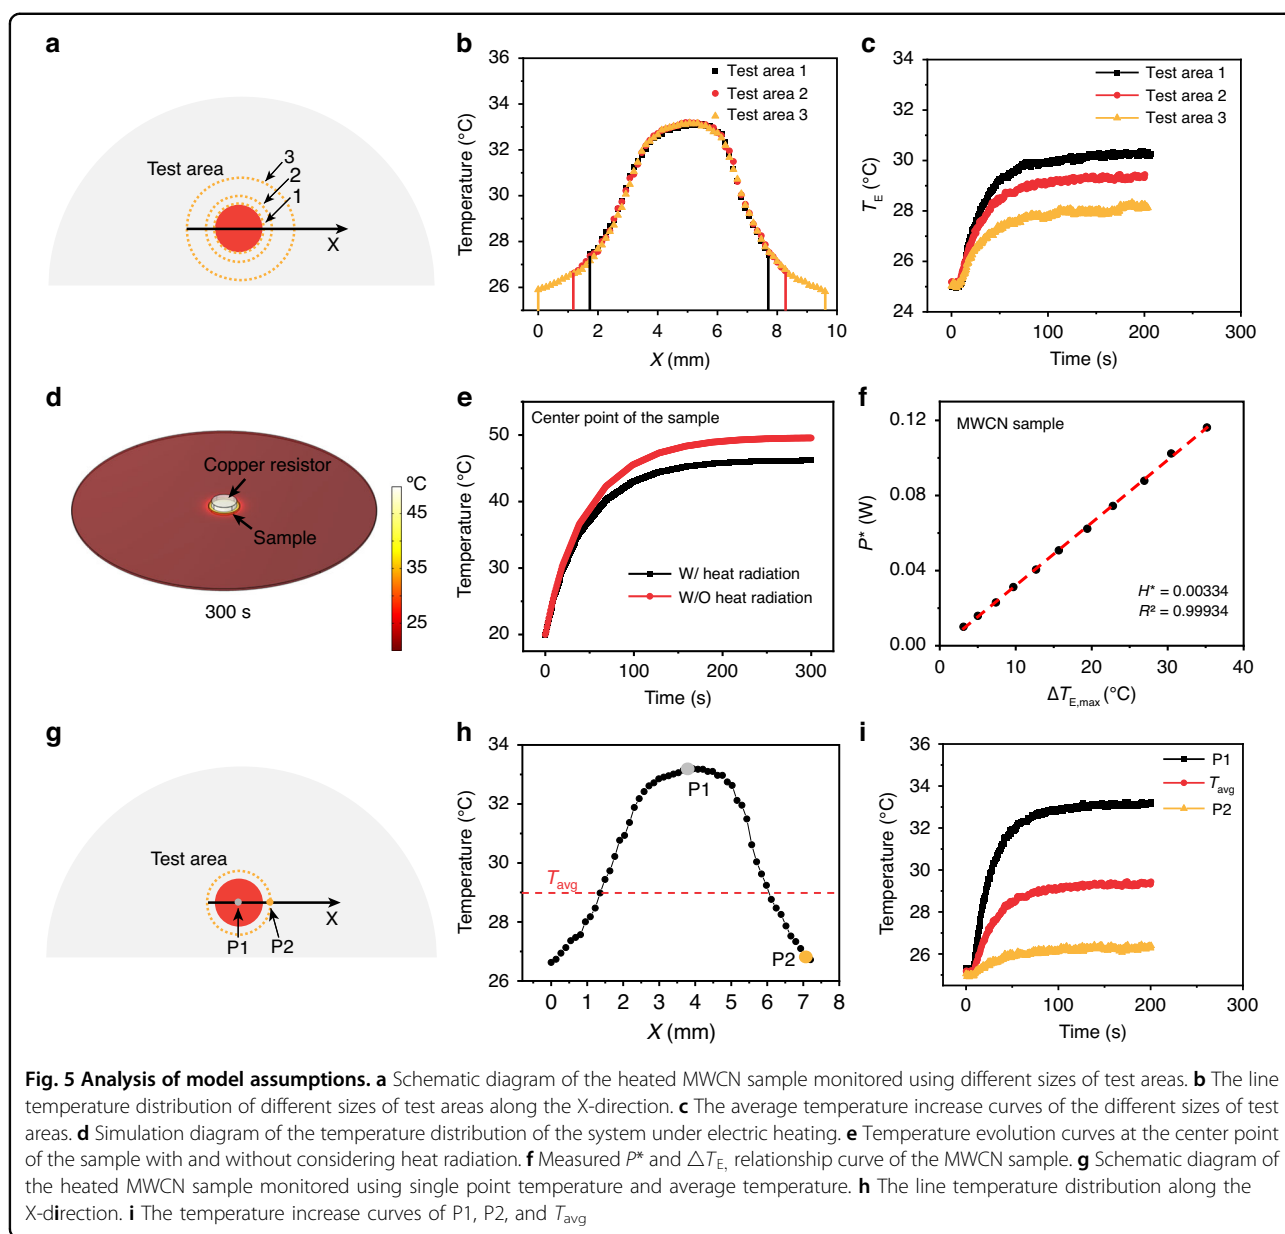 a
Test area
3
2
1
X
b
36
34
32
30
28
26
Temperature (°C)
0 2 4 6 8 10
X (mm)
Test area 1
Test area 2
Test area 3
c
34
32
30
28
26
24
T_E (°C)
0 100 200 300
Time (s)
Test area 1
Test area 2
Test area 3
d
Copper resistor
Sample
300 s
ºC
45
35
25
e
Center point of the sample
50
40
30
20
Temperature (°C)
W/ heat radiation
W/O heat radiation
0 100 200 300
Time (s)
f
MWCN sample
0.12
0.08
0.04
0.00
P* (W)
H* = 0.00334
R² = 0.99934
0 10 20 30 40
ΔT_E,max (°C)
g
Test area
X
P1 P2
h
34
32
30
28
26
Temperature (°C)
P1
T_avg
P2
0 1 2 3 4 5 6 7 8
X (mm)
i
36
34
32
30
28
26
Temperature (°C)
P1
T_avg
P2
0 100 200 300
Time (s)
Fig. 5 Analysis of model assumptions. a Schematic diagram of the heated MWCN sample monitored using different sizes of test areas. b The line
temperature distribution of different sizes of test areas along the X-direction. c The average temperature increase curves of the different sizes of test
areas. d Simulation diagram of the temperature distribution of the system under electric heating. e Temperature evolution curves at the center point
of the sample with and without considering heat radiation. f Measured P* and △T_E, relationship curve of the MWCN sample. g Schematic diagram of
the heated MWCN sample monitored using single point temperature and average temperature. h The line temperature distribution along the
X-direction. i The temperature increase curves of P1, P2, and T_avg